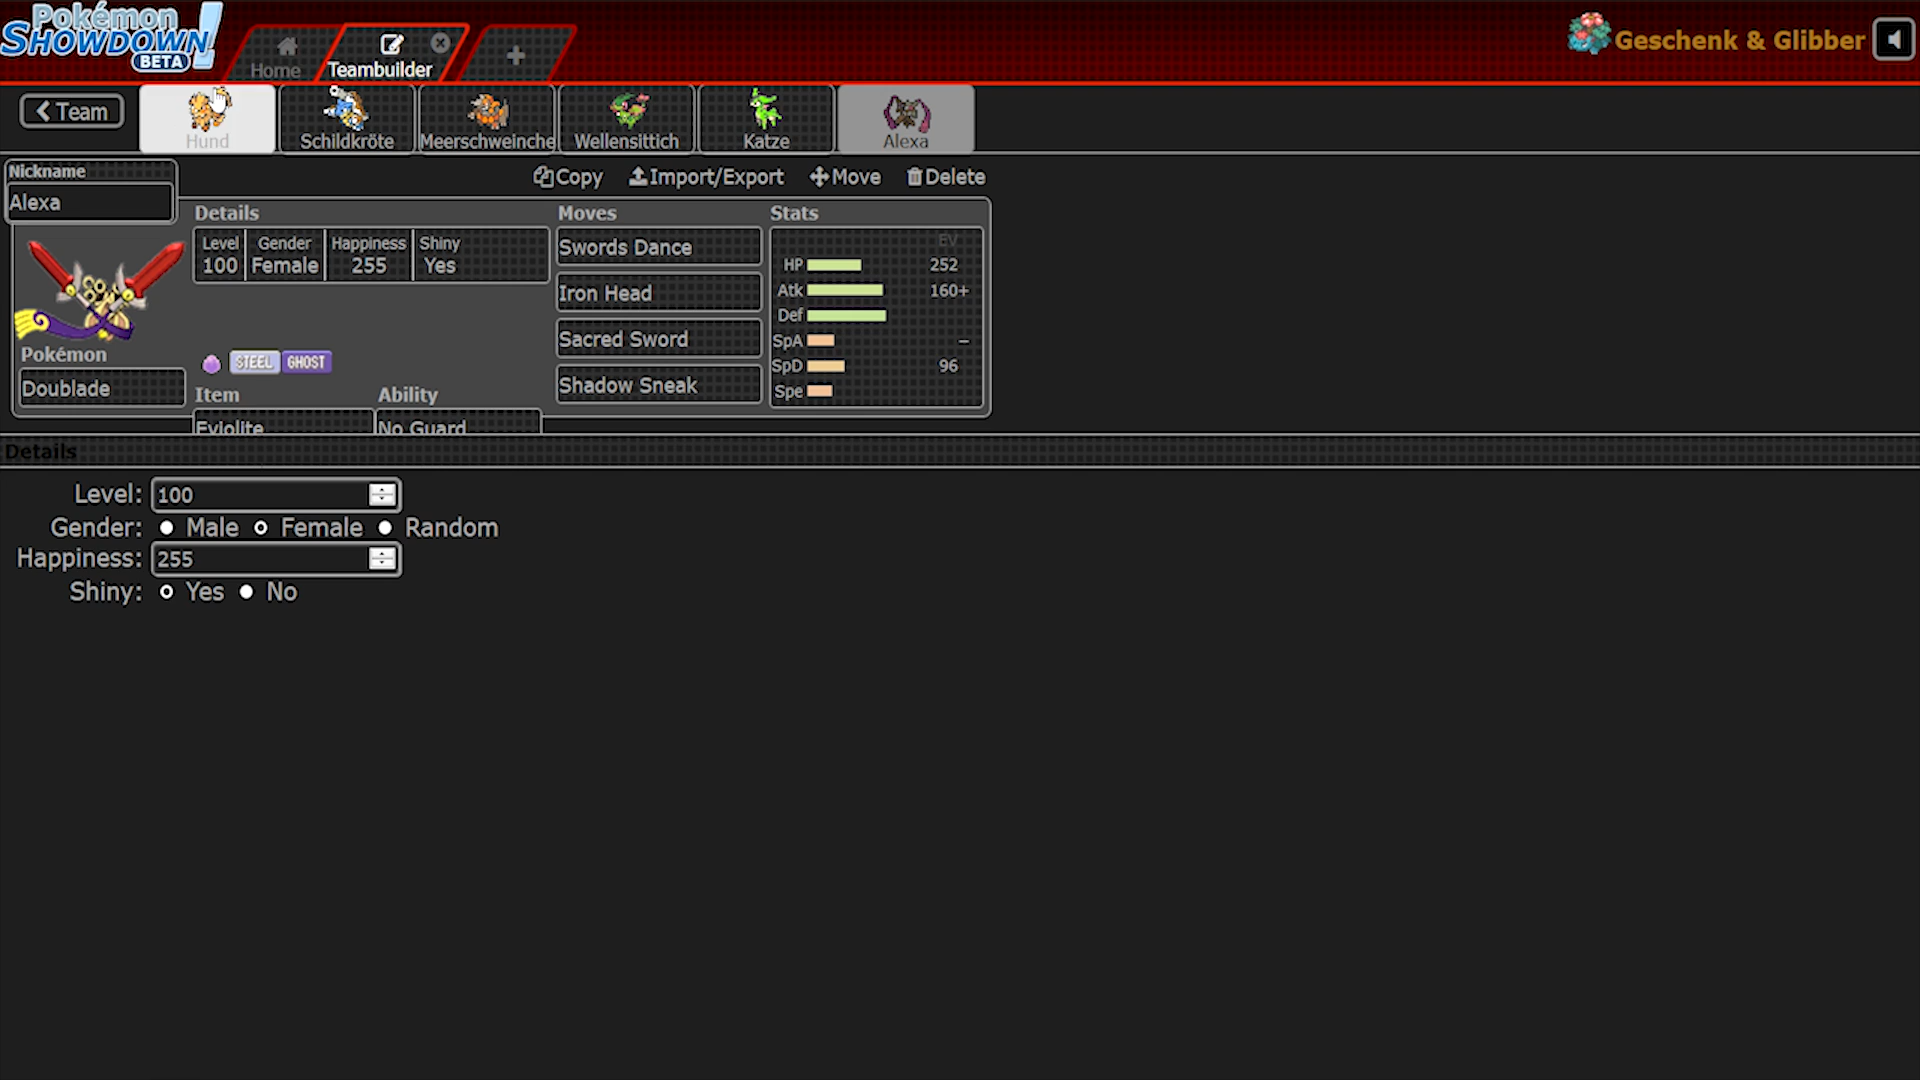 Pokémon
SHOWDOWN!
BETA
Home
Teambuilder
Geschenk & Glibber
Team
Hund
Schildkröte
Meerschweinche
Wellensittich
Katze
Alexa
Nickname
Alexa
Copy
Import/Export
Move
Delete
Details
Moves
Stats
Level
Gender
Happiness
Shiny
100
Female
255
Yes
Swords Dance
Iron Head
Sacred Sword
Shadow Sneak
EV
HP 252
Atk 160+
Def
SpA –
SpD 96
Spe
Pokémon
Doublade
STEEL GHOST
Item
Ability
Eviolite
No Guard
Details
Level: 100
Gender: Male Female Random
Happiness: 255
Shiny: Yes No